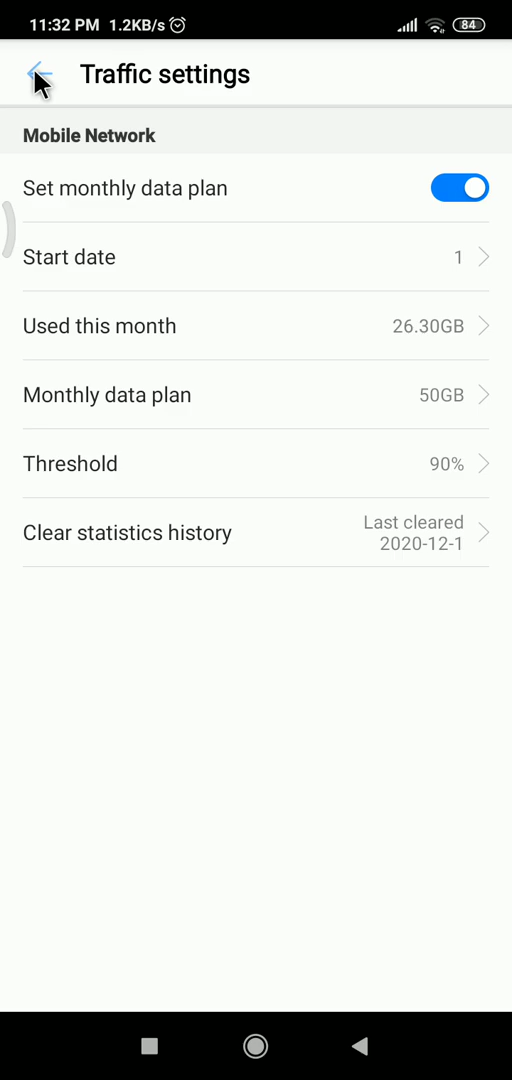 11:32 PM 1.2KB/s 84
Traffic settings
Mobile Network
Set monthly data plan
Start date 1
Used this month 26.30GB
Monthly data plan 50GB
Threshold 90%
Clear statistics history Last cleared
2020-12-1